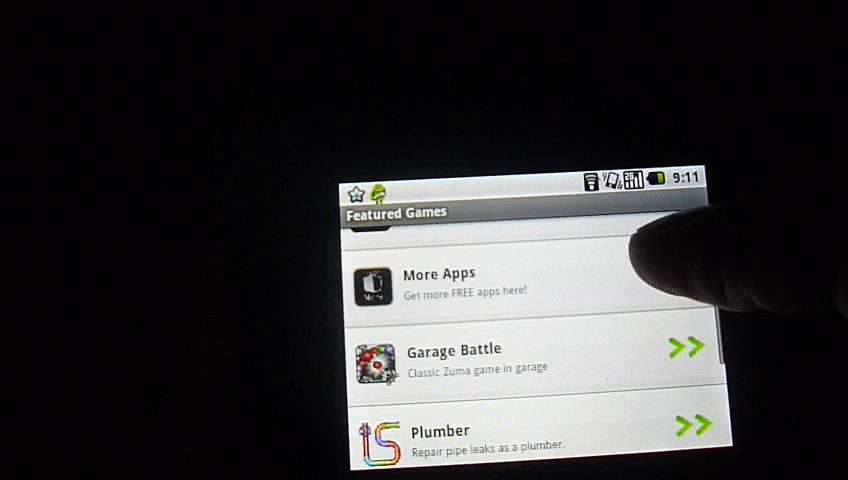 9:11
Featured Games
More Apps
Get more FREE apps here!
More
Garage Battle
Classic Zuma game in garage
Plumber
Repair pipe leaks as a plumber.